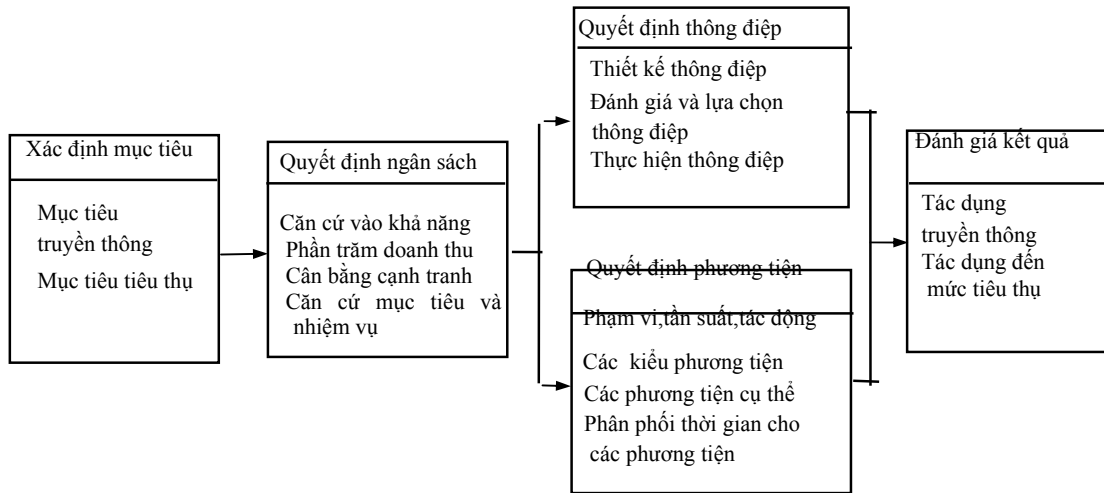 Xác định mục tiêu
Mục tiêu
truyền thông
Mục tiêu tiêu thụ
Quyết định ngân sách
Căn cứ vào khả năng
Phần trăm doanh thu
Cân bằng cạnh tranh
Căn cứ mục tiêu và
nhiệm vụ
Quyết định thông điệp
Thiết kế thông điệp
Đánh giá và lựa chọn
thông điệp
Thực hiện thông điệp
Quyết định phương tiện
Phạm vi,tần suất,tác động
Các kiểu phương tiện
Các phương tiện cụ thể
Phân phối thời gian cho
các phương tiện
Đánh giá kết quả
Tác dụng
truyền thông
Tác dụng đến
mức tiêu thụ